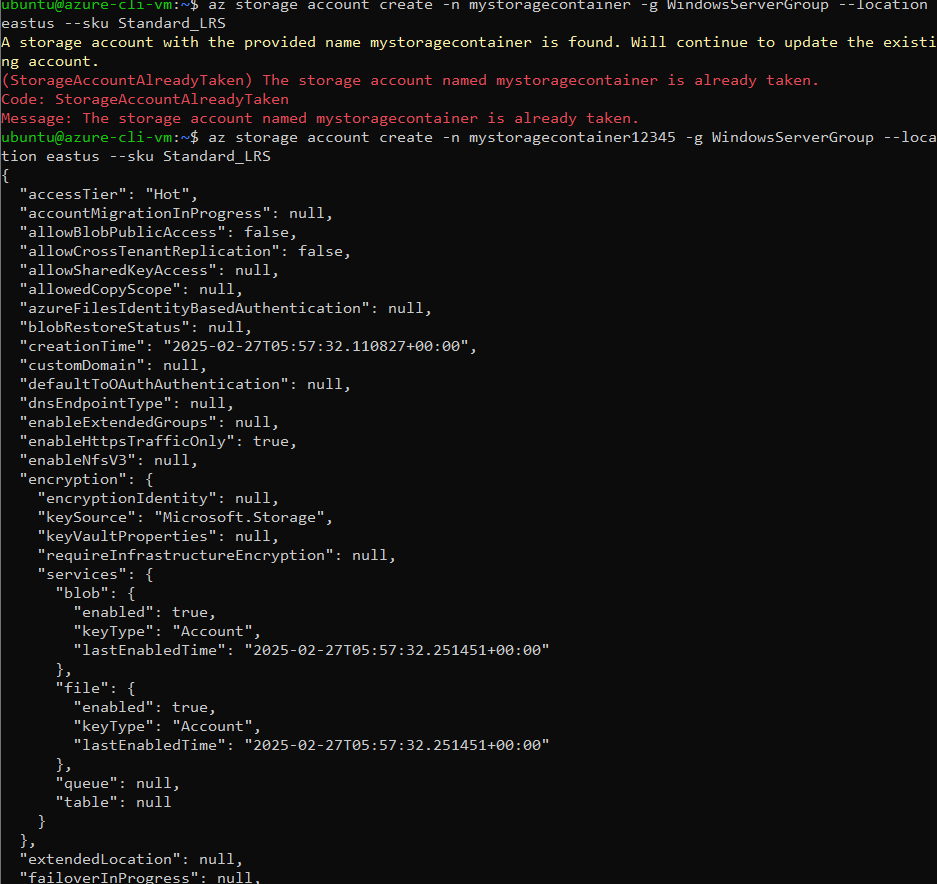 ubuntu@azure-cli-vm:~$ az storage account create -n mystoragecontainer -g WindowsServerGroup --location
eastus --sku Standard_LRS
A storage account with the provided name mystoragecontainer is found. Will continue to update the existi
ng account.
(StorageAccountAlreadyTaken) The storage account named mystoragecontainer is already taken.
Code: StorageAccountAlreadyTaken
Message: The storage account named mystoragecontainer is already taken.
ubuntu@azure-cli-vm:~$ az storage account create -n mystoragecontainer12345 -g WindowsServerGroup --loca
tion eastus --sku Standard_LRS
{
  "accessTier": "Hot",
  "accountMigrationInProgress": null,
  "allowBlobPublicAccess": false,
  "allowCrossTenantReplication": false,
  "allowSharedKeyAccess": null,
  "allowedCopyScope": null,
  "azureFilesIdentityBasedAuthentication": null,
  "blobRestoreStatus": null,
  "creationTime": "2025-02-27T05:57:32.110827+00:00",
  "customDomain": null,
  "defaultToOAuthAuthentication": null,
  "dnsEndpointType": null,
  "enableExtendedGroups": null,
  "enableHttpsTrafficOnly": true,
  "enableNfsV3": null,
  "encryption": {
    "encryptionIdentity": null,
    "keySource": "Microsoft.Storage",
    "keyVaultProperties": null,
    "requireInfrastructureEncryption": null,
    "services": {
      "blob": {
        "enabled": true,
        "keyType": "Account",
        "lastEnabledTime": "2025-02-27T05:57:32.251451+00:00"
      },
      "file": {
        "enabled": true,
        "keyType": "Account",
        "lastEnabledTime": "2025-02-27T05:57:32.251451+00:00"
      },
      "queue": null,
      "table": null
    }
  },
  "extendedLocation": null,
  "failoverInProgress": null,